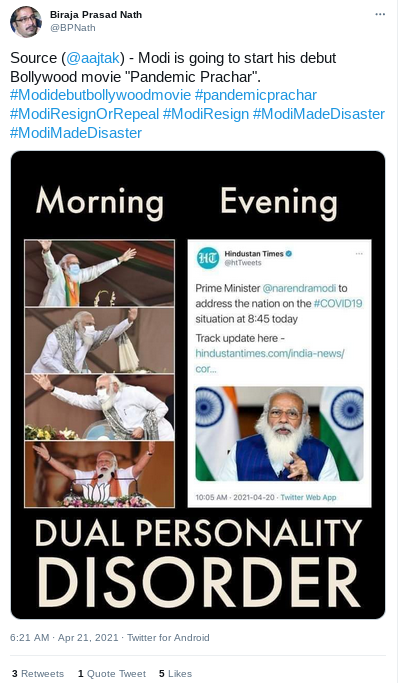 Biraja Prasad Nath
@BPNath
Source (@aajtak) - Modi is going to start his debut
Bollywood movie "Pandemic Prachar".
#Modidebutbollywoodmovie #pandemicprachar
#ModiResignOrRepeal #ModiResign #ModiMadeDisaster
#ModiMadeDisaster
Morning Evening
HT
Hindustan Times
@htTweets
Prime Minister @narendramodi to
address the nation on the #COVID19
situation at 8:45 today
Track update here -
hindustantimes.com/india-news/
cor...
10:05 AM · 2021-04-20 · Twitter Web App
DUAL PERSONALITY
DISORDER
6:21 AM · Apr 21, 2021 · Twitter for Android
3 Retweets 1 Quote Tweet 5 Likes